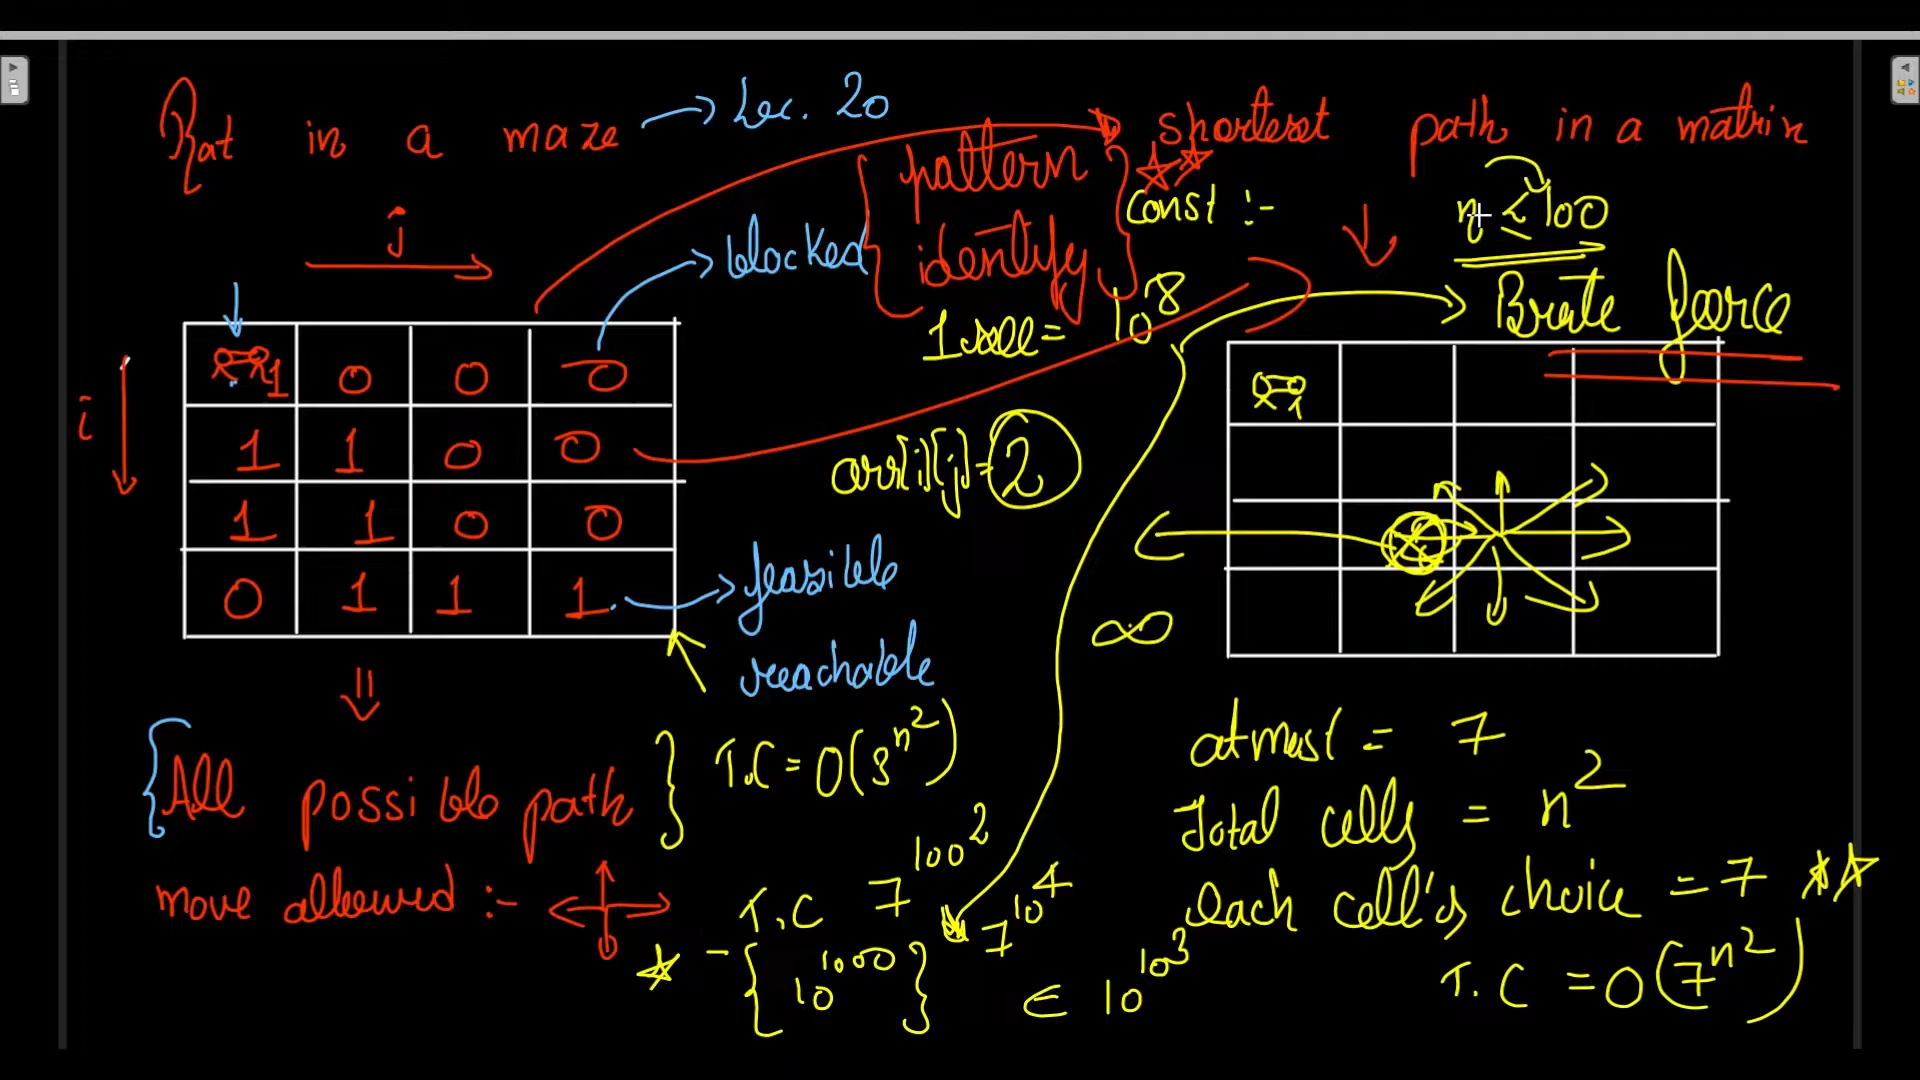 Rat in a maze → Lec. 20
shortest path in a matrix
{ pattern identify }
const :- n ≤ 100
j
blocked
1 sec = 10^8
Brute foorce
i
1 0 0 0
1 1 0 0
1 1 0 0
0 1 1 1
arr[i][j] = 2
feasible
reachable
∞
{ All possible path }
T.C = O(3^n^2)
move allowed :-
T.C 7^100^2
7^10^4
{ 10^1000 }
∈ 10^10^3
atmost = 7
Total cells = n^2
each cell's choice = 7
T.C = O(7^n^2)